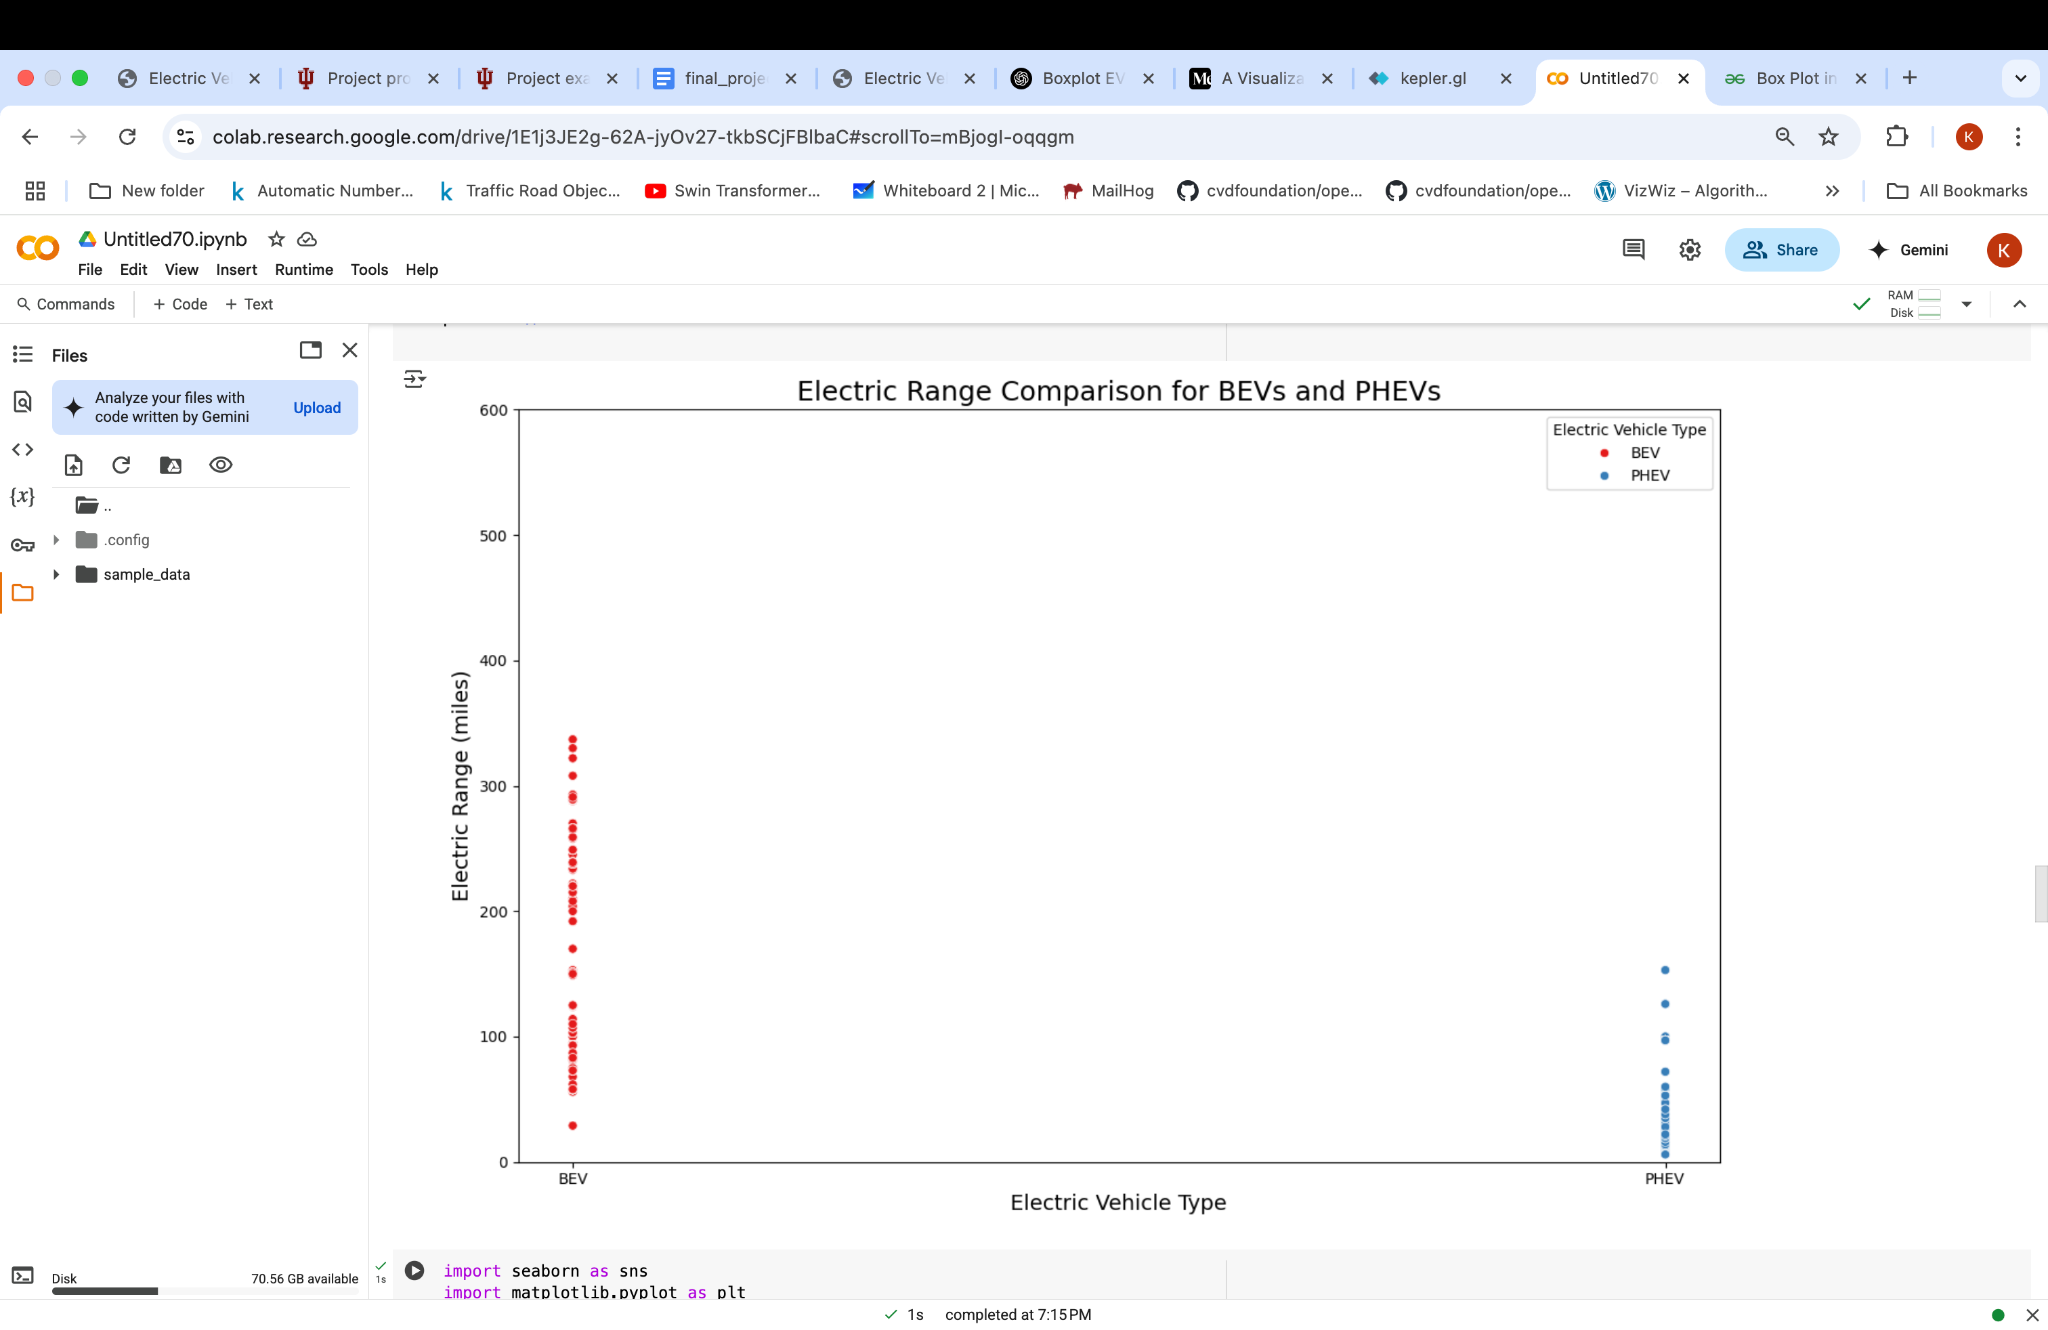 Electric Ve
Project pro
Project exa
final_proje
Electric Ve
Boxplot EV
A Visualiza
kepler.gl
Untitled70
Box Plot in
colab.research.google.com/drive/1E1j3JE2g-62A-jyOv27-tkbSCjFBlbaC#scrollTo=mBjogI-oqqgm
K
New folder
Automatic Number...
Traffic Road Objec...
Swin Transformer...
Whiteboard 2 | Mic...
MailHog
cvdfoundation/ope...
cvdfoundation/ope...
VizWiz – Algorith...
All Bookmarks
Untitled70.ipynb
File Edit View Insert Runtime Tools Help
Share
Gemini
K
Commands
+ Code + Text
RAM
Disk
Files
Analyze your files with
code written by Gemini
Upload
..
.config
sample_data
Disk
70.56 GB available
Electric Range Comparison for BEVs and PHEVs
Electric Vehicle Type
BEV
PHEV
600
500
400
300
200
100
0
Electric Range (miles)
BEV
PHEV
Electric Vehicle Type
1s
import seaborn as sns
import matplotlib.pyplot as plt
1s completed at 7:15 PM